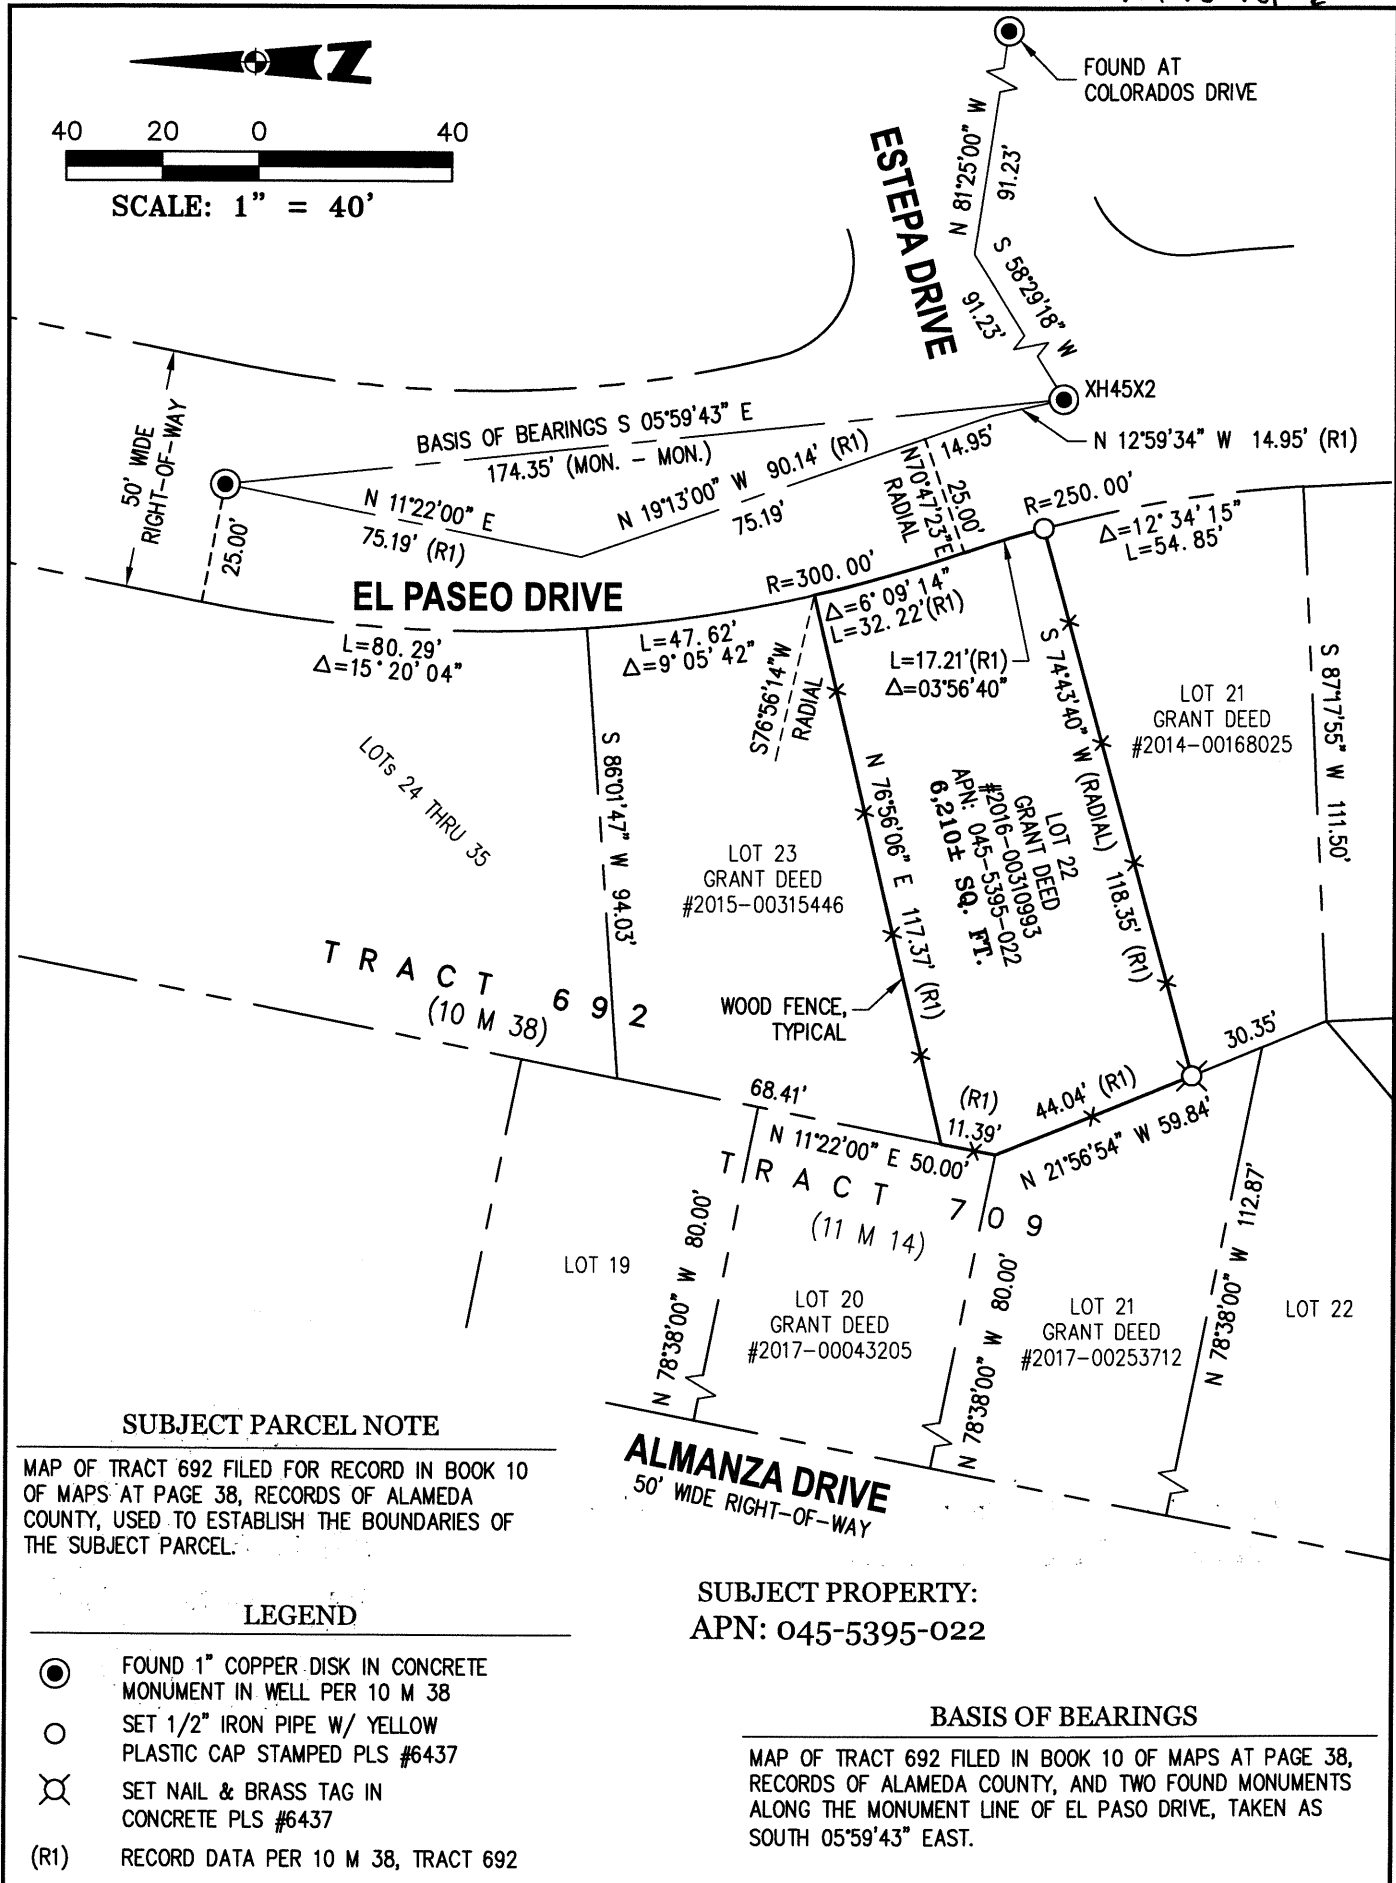 Z
40 20 0 40
SCALE: 1" = 40'
FOUND AT
COLORADOS DRIVE
N 81°25'00" W
91.23'
ESTEPA DRIVE
S 58°29'18" W
91.23'
XH45X2
50' WIDE
RIGHT-OF-WAY
25.00'
BASIS OF BEARINGS S 05°59'43" E
174.35' (MON. - MON.)
N 12°59'34" W 14.95' (R1)
N 11°22'00" E
75.19' (R1)
N 19°13'00" W 90.14' (R1)
75.19'
14.95'
N70°47'23"E
RADIAL
25.00'
R=250.00'
Δ=12°34'15"
L=54.85'
EL PASEO DRIVE
R=300.00'
Δ=6°09'14"
L=32.22'(R1)
L=80.29'
Δ=15°20'04"
L=47.62'
Δ=9°05'42"
L=17.21'(R1)
Δ=03°56'40"
S76°56'14"W
RADIAL
S 74°43'40" W (RADIAL) 118.35' (R1)
LOT 21
GRANT DEED
#2014-00168025
S 87°17'55" W 111.50'
LOTs 24 THRU 35
S 86°01'47" W 94.03'
LOT 23
GRANT DEED
#2015-00315446
N 76°56'06" E 117.37' (R1)
LOT 22
GRANT DEED
#2016-00310993
APN: 045-5395-022
6,210± SQ. FT.
TRACT 692
(10 M 38)
WOOD FENCE,
TYPICAL
30.35'
68.41'
(R1)
11.39'
44.04' (R1)
N 11°22'00" E 50.00'
N 21°56'54" W 59.84'
TRACT 709
(11 M 14)
LOT 19
N 78°38'00" W 80.00'
LOT 20
GRANT DEED
#2017-00043205
N 78°38'00" W 80.00'
LOT 21
GRANT DEED
#2017-00253712
N 78°38'00" W 112.87'
LOT 22
ALMANZA DRIVE
50' WIDE RIGHT-OF-WAY
SUBJECT PARCEL NOTE
MAP OF TRACT 692 FILED FOR RECORD IN BOOK 10
OF MAPS AT PAGE 38, RECORDS OF ALAMEDA
COUNTY, USED TO ESTABLISH THE BOUNDARIES OF
THE SUBJECT PARCEL.
LEGEND
FOUND 1" COPPER DISK IN CONCRETE
MONUMENT IN WELL PER 10 M 38
SET 1/2" IRON PIPE W/ YELLOW
PLASTIC CAP STAMPED PLS #6437
SET NAIL & BRASS TAG IN
CONCRETE PLS #6437
(R1) RECORD DATA PER 10 M 38, TRACT 692
SUBJECT PROPERTY:
APN: 045-5395-022
BASIS OF BEARINGS
MAP OF TRACT 692 FILED IN BOOK 10 OF MAPS AT PAGE 38,
RECORDS OF ALAMEDA COUNTY, AND TWO FOUND MONUMENTS
ALONG THE MONUMENT LINE OF EL PASO DRIVE, TAKEN AS
SOUTH 05°59'43" EAST.